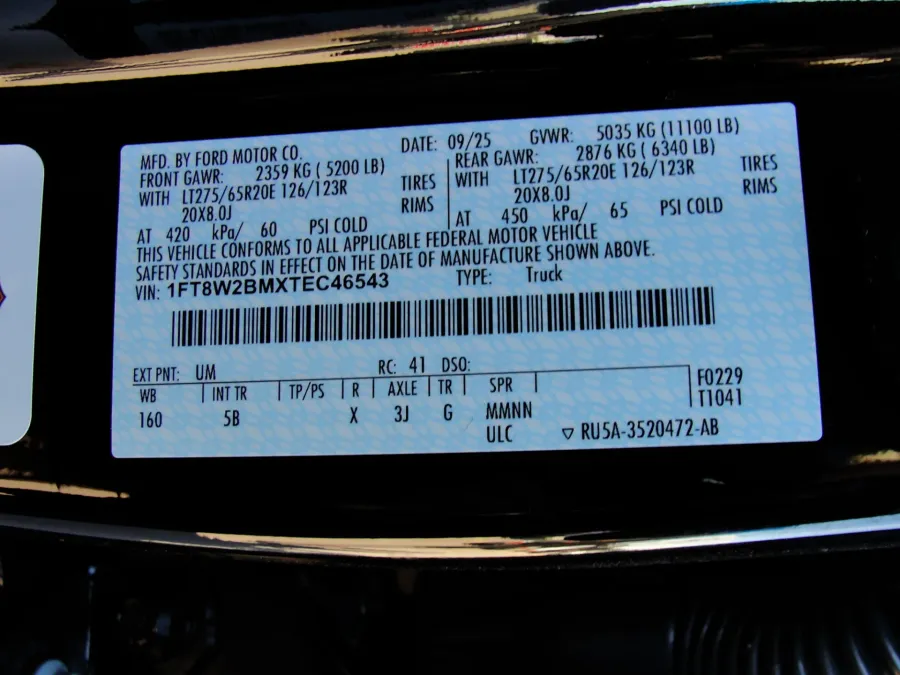 MFD. BY FORD MOTOR CO. DATE: 09/25 GVWR: 5035 KG (11100 LB)
FRONT GAWR: 2359 KG ( 5200 LB) REAR GAWR: 2876 KG ( 6340 LB)
WITH LT275/65R20E 126/123R TIRES WITH LT275/65R20E 126/123R TIRES
20X8.0J RIMS 20X8.0J RIMS
AT 420 kPa/ 60 PSI COLD AT 450 kPa/ 65 PSI COLD
THIS VEHICLE CONFORMS TO ALL APPLICABLE FEDERAL MOTOR VEHICLE
SAFETY STANDARDS IN EFFECT ON THE DATE OF MANUFACTURE SHOWN ABOVE.
VIN: 1FT8W2BMXTEC46543 TYPE: Truck
EXT PNT: UM RC: 41 DSO:
WB INT TR TP/PS R AXLE TR SPR F0229
160 5B X 3J G MMNN T1041
ULC ▽ RU5A-3520472-AB